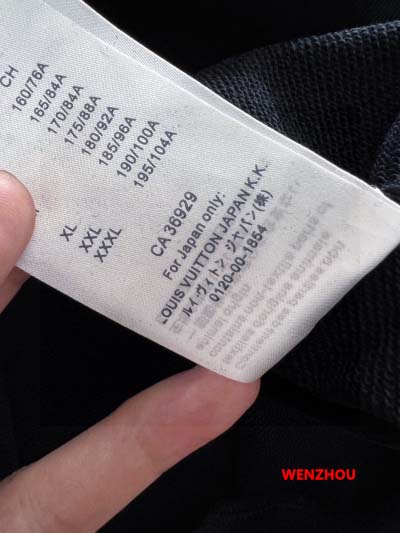 CH
160/76A
165/84A
170/84A
175/88A
180/92A
185/96A
190/100A
195/104A
XL
XXL
XXXL
CA 36929
For Japan only:
LOUIS VUITTON JAPAN K.K.
ルイ・ヴィトン ジャパン(株)
0120-00-1854
WENZHOU